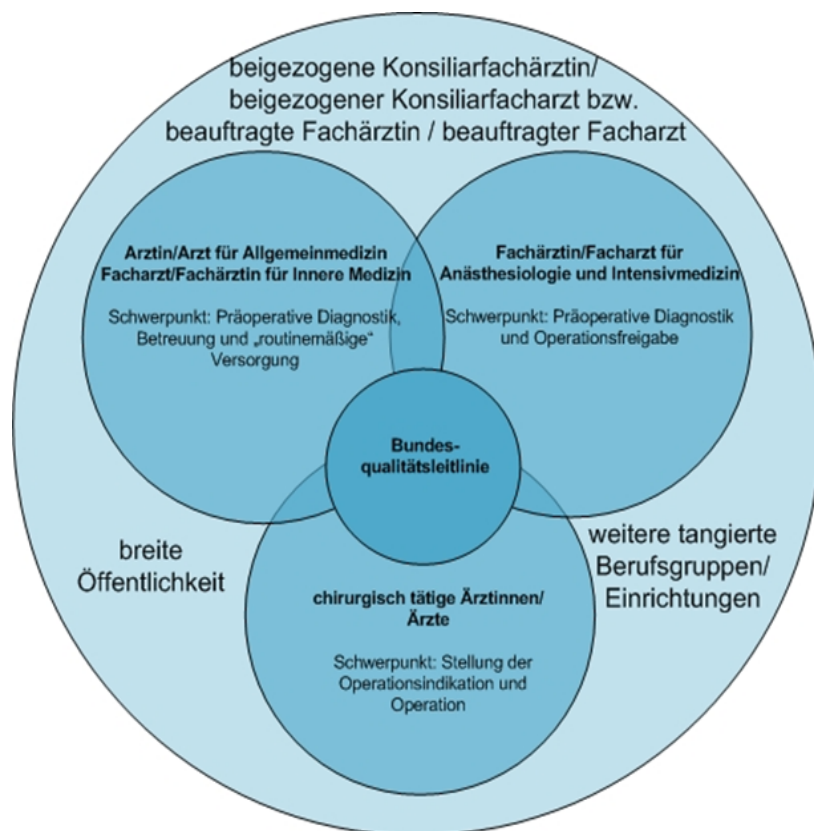 beigezogene Konsiliarfachärztin/
beigezogener Konsiliarfacharzt bzw.
beauftragte Fachärztin / beauftragter Facharzt
Arztin/Arzt für Allgemeinmedizin
Facharzt/Fachärztin für Innere Medizin
Schwerpunkt: Präoperative Diagnostik,
Betreuung und „routinemäßige“
Versorgung
Fachärztin/Facharzt für
Anästhesiologie und Intensivmedizin
Schwerpunkt: Präoperative Diagnostik
und Operationsfreigabe
Bundes-
qualitätsleitlinie
breite
Öffentlichkeit
weitere tangierte
Berufsgruppen/
Einrichtungen
chirurgisch tätige Ärztinnen/
Ärzte
Schwerpunkt: Stellung der
Operationsindikation und
Operation